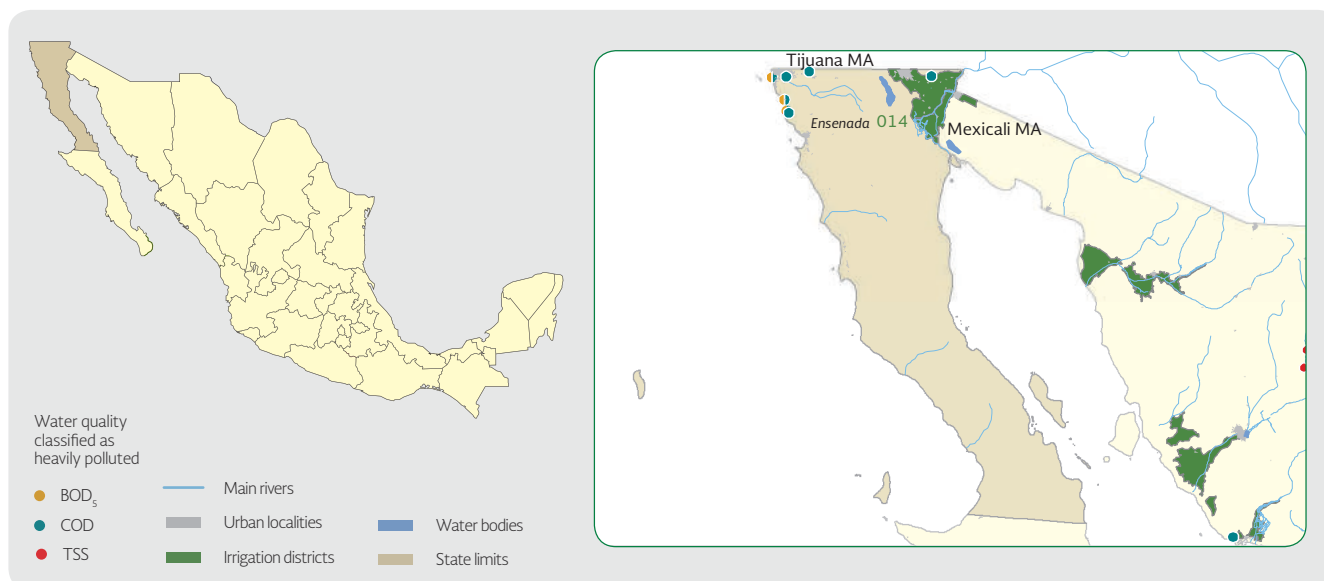 Tijuana MA
Ensenada 014
Mexicali MA
Water quality
classified as
heavily polluted
BOD₅
COD
TSS
Main rivers
Urban localities
Irrigation districts
Water bodies
State limits